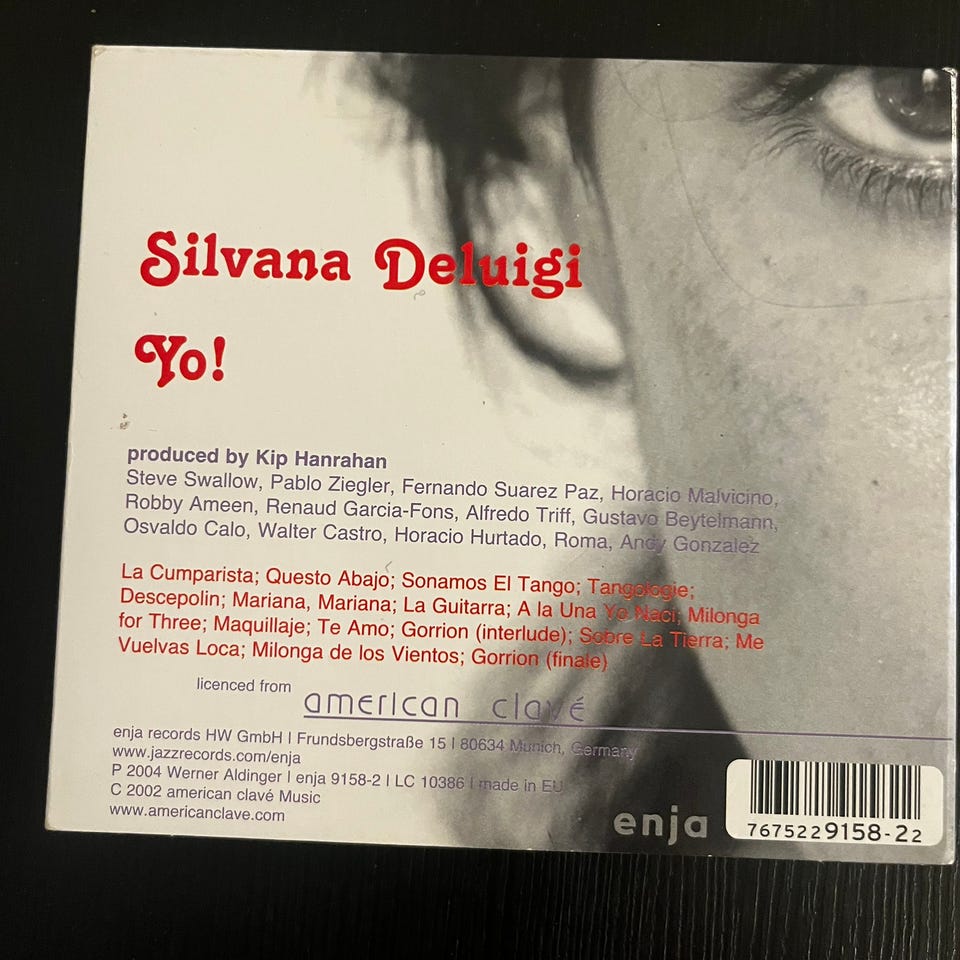 Silvana Deluigi
Yo!
produced by Kip Hanrahan
Steve Swallow, Pablo Ziegler, Fernando Suarez Paz, Horacio Malvicino,
Robby Ameen, Renaud Garcia-Fons, Alfredo Triff, Gustavo Beytelmann,
Osvaldo Calo, Walter Castro, Horacio Hurtado, Roma, Andy Gonzalez
La Cumparista; Questo Abajo; Sonamos El Tango; Tangologie;
Descepolin; Mariana, Mariana; La Guitarra; A la Una Yo Naci; Milonga
for Three; Maquillaje; Te Amo; Gorrion (interlude); Sobre La Tierra; Me
Vuelvas Loca; Milonga de los Vientos; Gorrion (finale)
licenced from
american clavé
enja records HW GmbH | Frundsbergstraße 15 | 80634 Munich, Germany
www.jazzrecords.com/enja
P 2004 Werner Aldinger | enja 9158-2 | LC 10386 | made in EU
C 2002 american clavé Music
www.americanclave.com
enja
7675229158-22